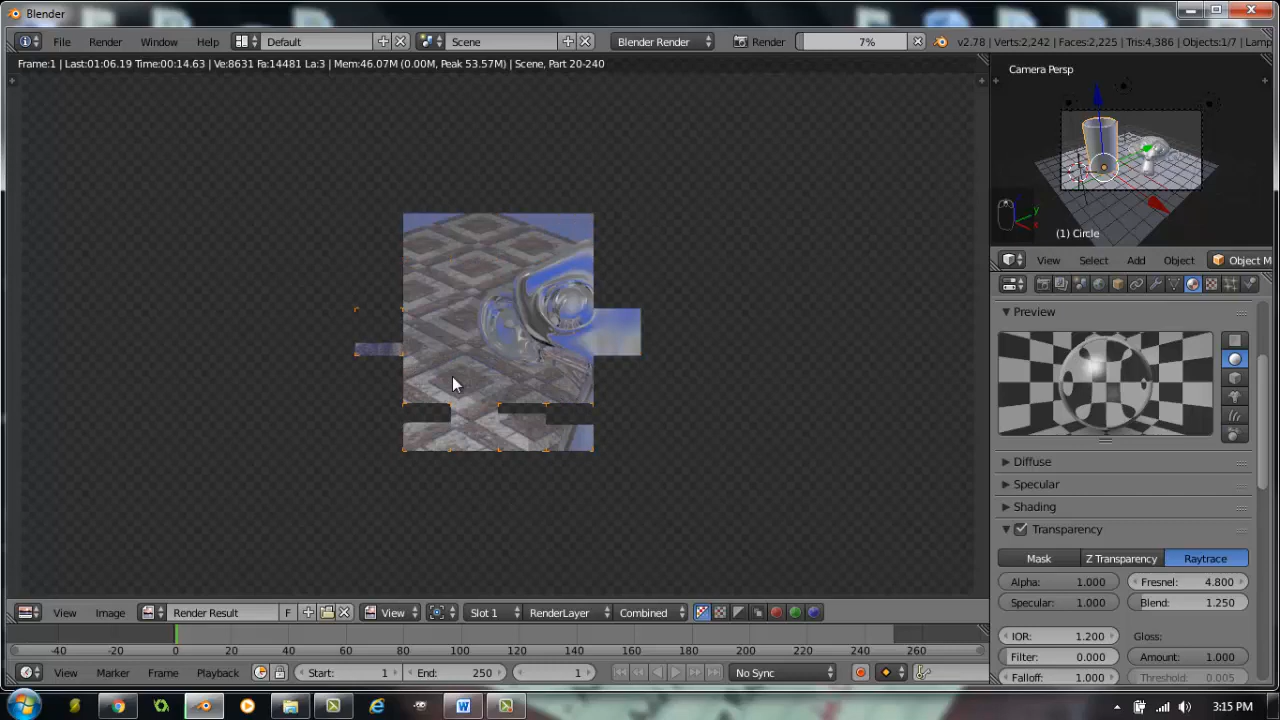 Blender
File Render Window Help Default Scene Blender Render Render 7% v2.78 | Verts:2,242 | Faces:2,225 | Tris:4,386 | Objects:1/7 | Lamp
Frame:1 | Last:01:06.19 Time:00:14.63 | Ve:8631 Fa:14481 La:3 | Mem:46.07M (0.00M, Peak 53.57M) | Scene, Part 20-240
Camera Persp
(1) Circle
View Select Add Object Object M
Preview
Diffuse
Specular
Shading
Transparency
Mask Z Transparency Raytrace
Alpha: 1.000 Fresnel: 4.800
Specular: 1.000 Blend: 1.250
IOR: 1.200 Gloss:
Filter: 0.000 Amount: 1.000
Falloff: 1.000 Threshold: 0.005
View Image Render Result F View Slot 1 RenderLayer Combined
-40 -20 0 20 40 60 80 100 120 140 160 180 200 220 240 260
View Marker Frame Playback Start: 1 End: 250 1 No Sync
3:15 PM